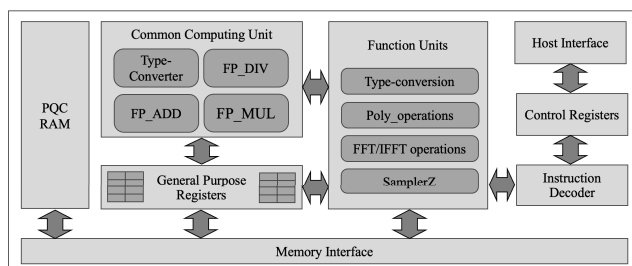 PQC
RAM
Common Computing Unit
Type-
Converter
FP_DIV
FP_ADD
FP_MUL
General Purpose
Registers
Function Units
Type-conversion
Poly_operations
FFT/IFFT operations
SamplerZ
Host Interface
Control Registers
Instruction
Decoder
Memory Interface